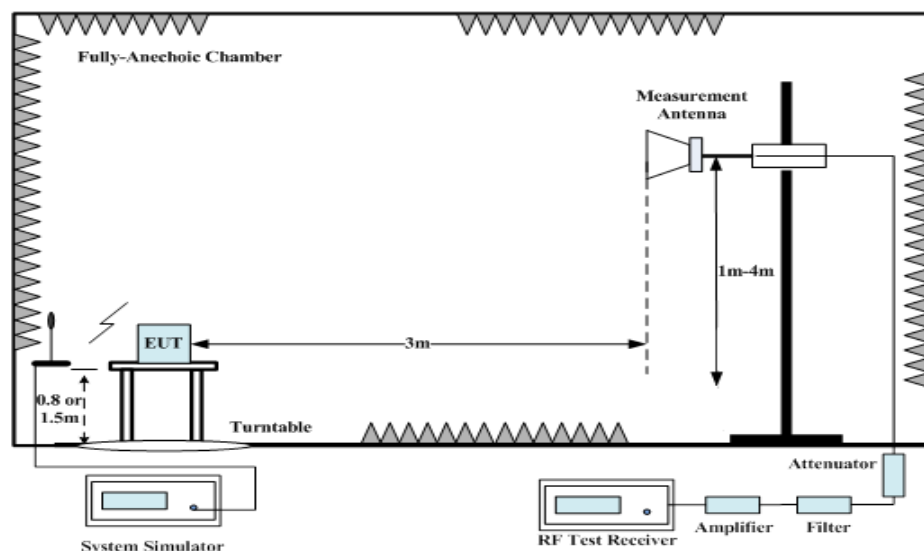 Fully-Anechoic Chamber
Measurement
Antenna
1m-4m
EUT
3m
0.8 or
1.5m
Turntable
Attenuator
System Simulator
RF Test Receiver
Amplifier
Filter